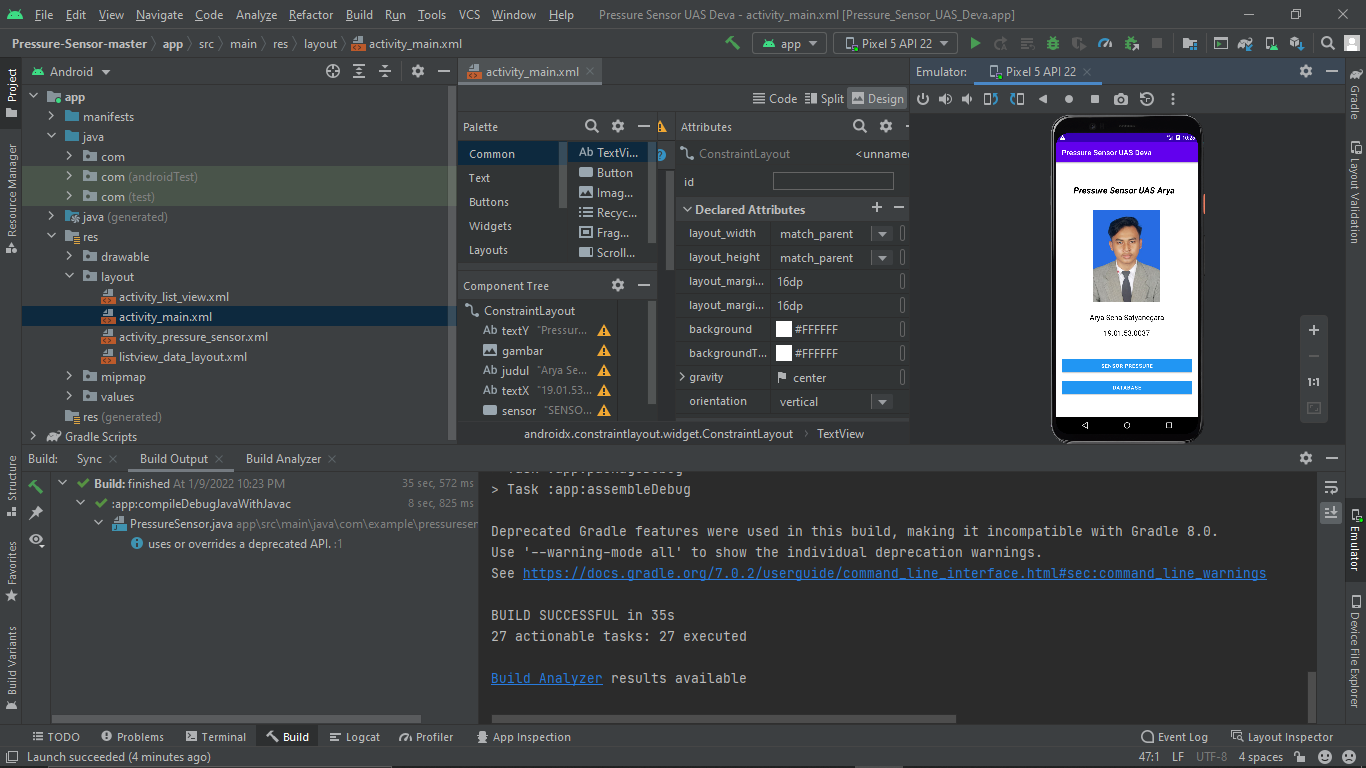 File Edit View Navigate Code Analyze Refactor Build Run Tools VCS Window Help Pressure Sensor UAS Deva - activity_main.xml [Pressure_Sensor_UAS_Deva.app]
Pressure-Sensor-master app src main res layout activity_main.xml app Pixel 5 API 22
Android
activity_main.xml
Emulator: Pixel 5 API 22
Code Split Design
Project
Resource Manager
Structure
Favorites
Build Variants
app
manifests
java
com
com (androidTest)
com (test)
java (generated)
res
drawable
layout
activity_list_view.xml
activity_main.xml
activity_pressure_sensor.xml
listview_data_layout.xml
mipmap
values
res (generated)
Gradle Scripts
Palette
Common
Text
Buttons
Widgets
Layouts
Ab TextVi...
Button
Imag...
Recyc...
Frag...
Scroll...
Component Tree
ConstraintLayout
Ab textY "Pressur...
gambar
Ab judul "Arya Se...
Ab textX "19.01.53...
sensor "SENSO...
Attributes
ConstraintLayout <unnamed
id
Declared Attributes
layout_width match_parent
layout_height match_parent
layout_margi... 16dp
layout_margi... 16dp
background #FFFFFF
backgroundT... #FFFFFF
gravity center
orientation vertical
androidx.constraintlayout.widget.ConstraintLayout TextView
Pressure Sensor UAS Deva
Pressure Sensor UAS Arya
Arya Sena Satyanegara
19.01.53.0037
SENSOR PRESSURE
DATABASE
1:1
Gradle
Layout Validation
Emulator
Device File Explorer
Build: Sync Build Output Build Analyzer
Build: finished At 1/9/2022 10:23 PM 35 sec, 572 ms
:app:compileDebugJavaWithJavac 8 sec, 825 ms
PressureSensor.java app\src\main\java\com\example\pressuresen
uses or overrides a deprecated API. :1
> Task :app:packageDebug
> Task :app:assembleDebug
Deprecated Gradle features were used in this build, making it incompatible with Gradle 8.0.
Use '--warning-mode all' to show the individual deprecation warnings.
See https://docs.gradle.org/7.0.2/userguide/command_line_interface.html#sec:command_line_warnings
BUILD SUCCESSFUL in 35s
27 actionable tasks: 27 executed
Build Analyzer results available
TODO Problems Terminal Build Logcat Profiler App Inspection Event Log Layout Inspector
Launch succeeded (4 minutes ago) 47:1 LF UTF-8 4 spaces